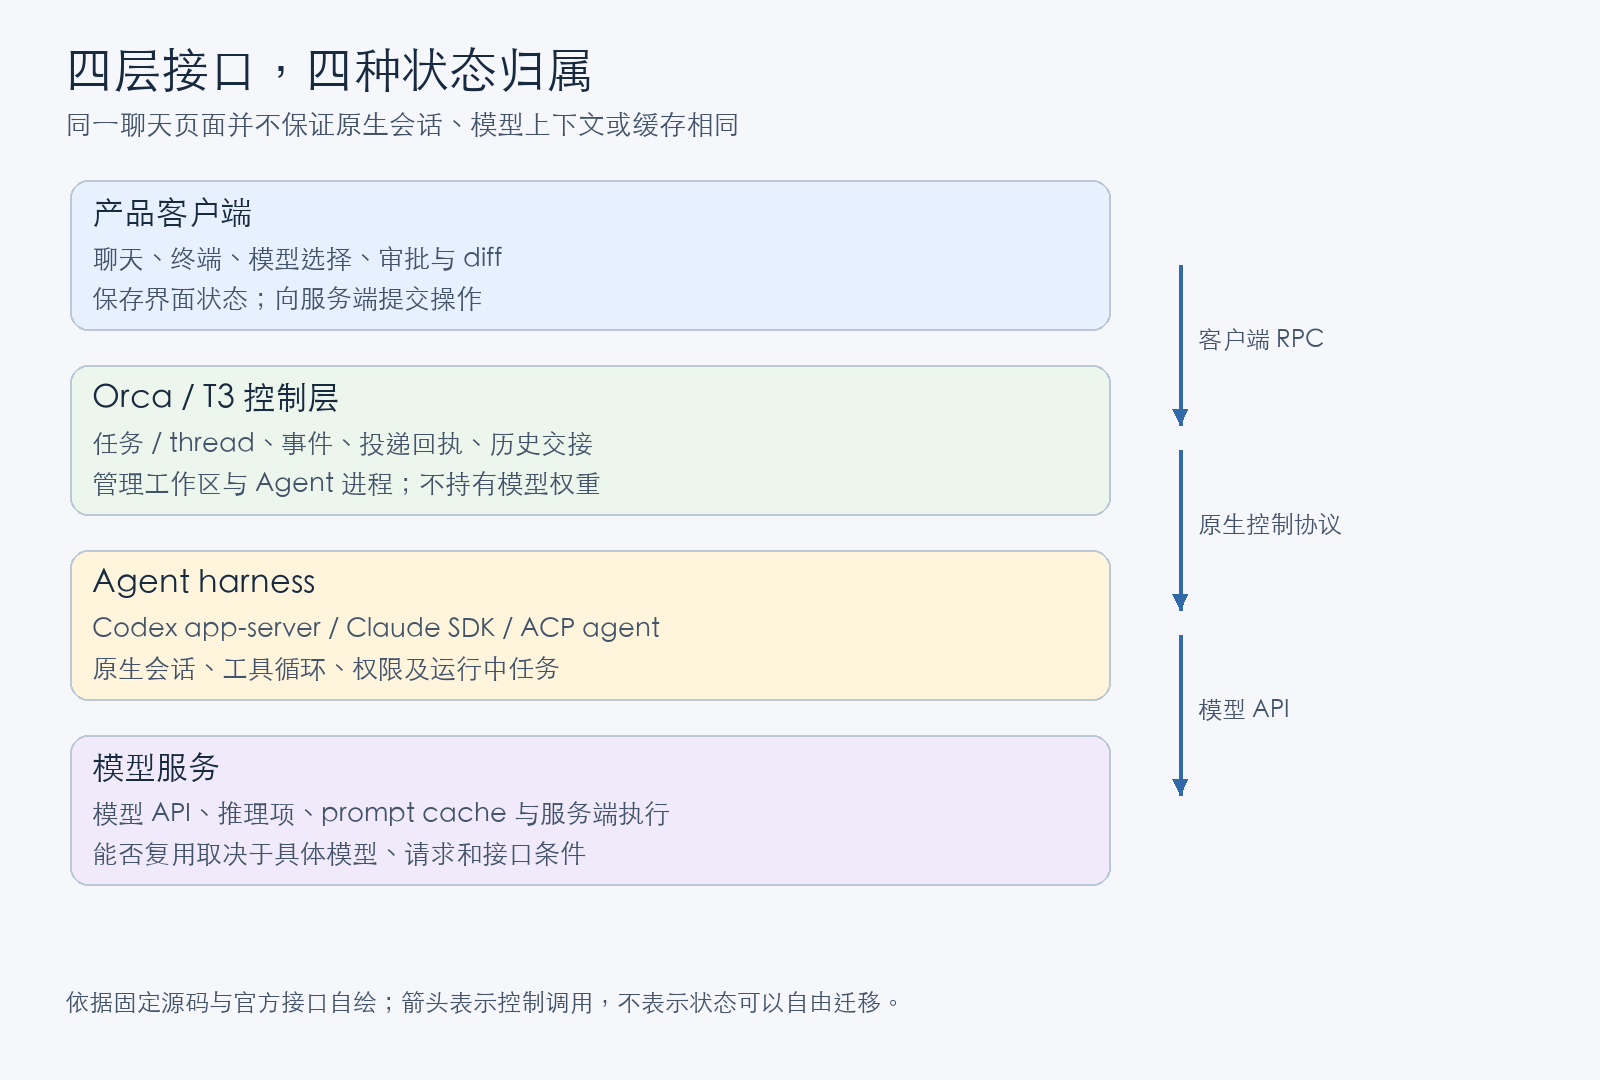 四层接口，四种状态归属
同一聊天页面并不保证原生会话、模型上下文或缓存相同
产品客户端
聊天、终端、模型选择、审批与 diff
保存界面状态；向服务端提交操作
客户端 RPC
Orca / T3 控制层
任务 / thread、事件、投递回执、历史交接
管理工作区与 Agent 进程；不持有模型权重
原生控制协议
Agent harness
Codex app-server / Claude SDK / ACP agent
原生会话、工具循环、权限及运行中任务
模型 API
模型服务
模型 API、推理项、prompt cache 与服务端执行
能否复用取决于具体模型、请求和接口条件
依据固定源码与官方接口自绘；箭头表示控制调用，不表示状态可以自由迁移。